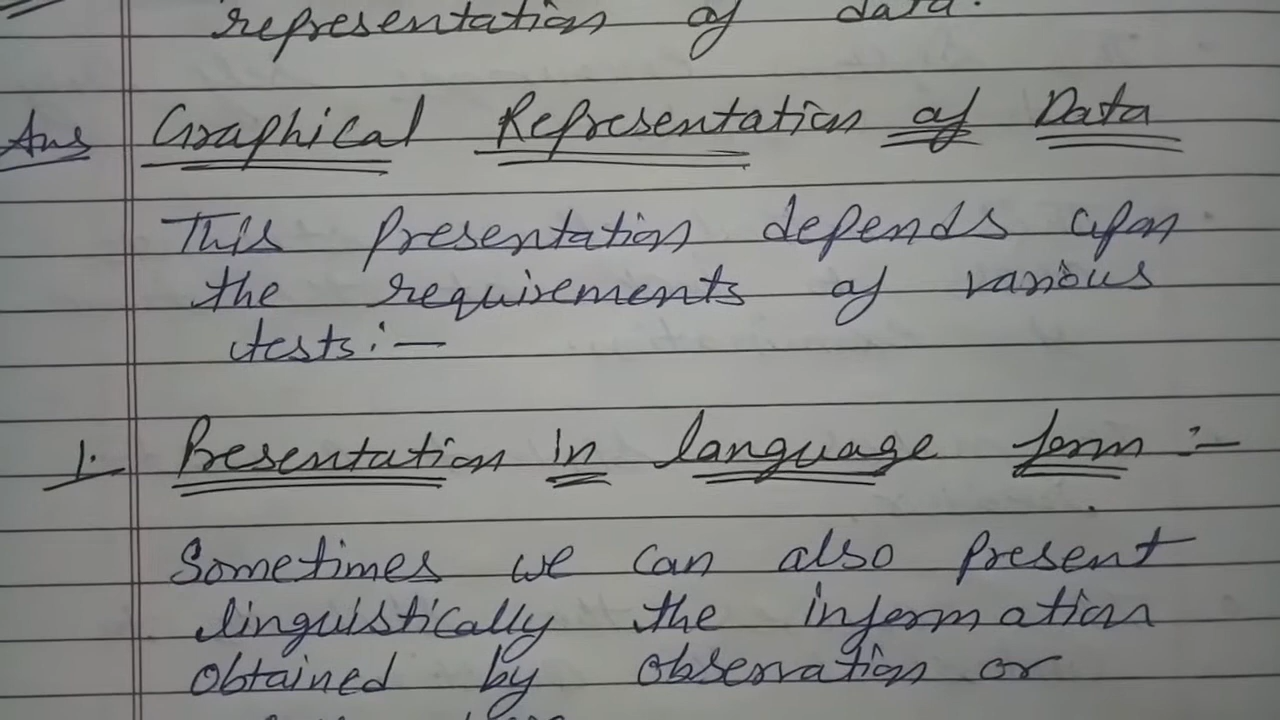 representation of data.
Ans Graphical Representation of Data
This Presentation depends upon
the requirements of various
tests:-
1. Presentation in language form :-
Sometimes we can also Present
linguistically the information
obtained by observation or